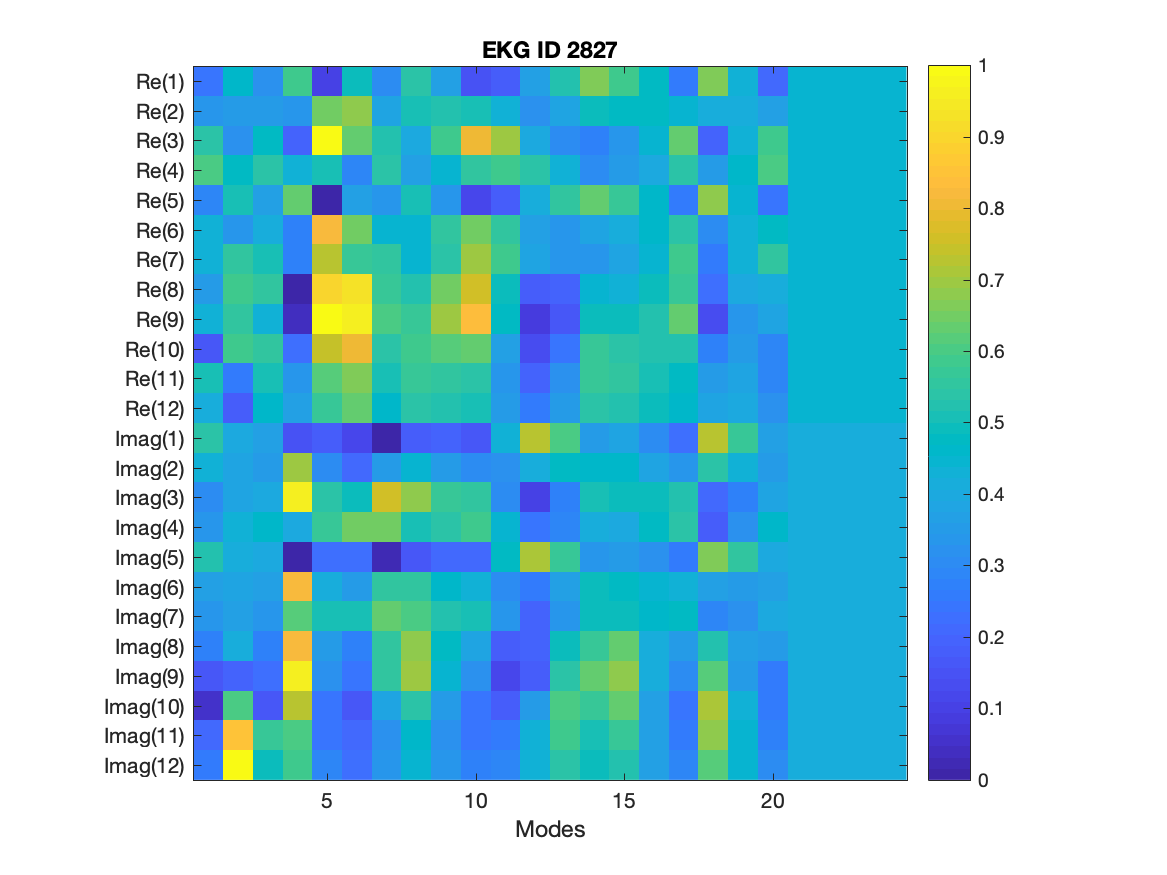 EKG ID 2827
Re(1)
Re(2)
Re(3)
Re(4)
Re(5)
Re(6)
Re(7)
Re(8)
Re(9)
Re(10)
Re(11)
Re(12)
Imag(1)
Imag(2)
Imag(3)
Imag(4)
Imag(5)
Imag(6)
Imag(7)
Imag(8)
Imag(9)
Imag(10)
Imag(11)
Imag(12)
5 10 15 20
Modes
1
0.9
0.8
0.7
0.6
0.5
0.4
0.3
0.2
0.1
0